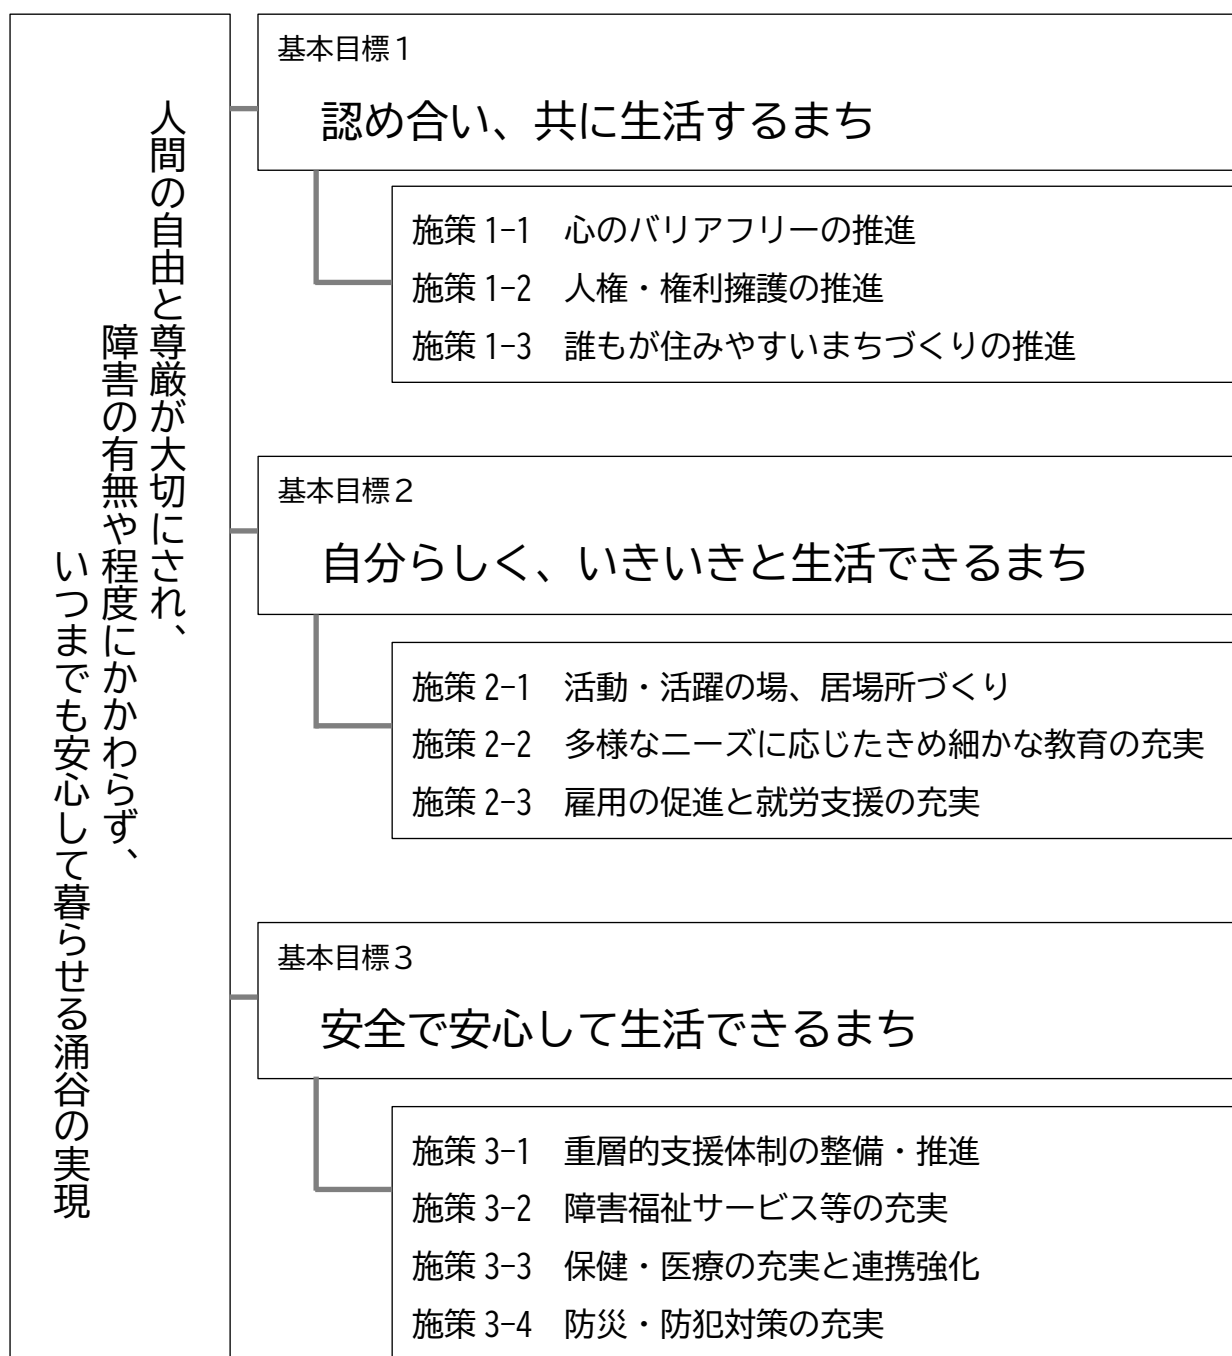 人間の自由と尊厳が大切にされ、
障害の有無や程度にかかわらず、
いつまでも安心して暮らせる涌谷の実現
基本目標１
認め合い、共に生活するまち
施策 1-1　心のバリアフリーの推進
施策 1-2　人権・権利擁護の推進
施策 1-3　誰もが住みやすいまちづくりの推進
基本目標２
自分らしく、いきいきと生活できるまち
施策 2-1　活動・活躍の場、居場所づくり
施策 2-2　多様なニーズに応じたきめ細かな教育の充実
施策 2-3　雇用の促進と就労支援の充実
基本目標３
安全で安心して生活できるまち
施策 3-1　重層的支援体制の整備・推進
施策 3-2　障害福祉サービス等の充実
施策 3-3　保健・医療の充実と連携強化
施策 3-4　防災・防犯対策の充実